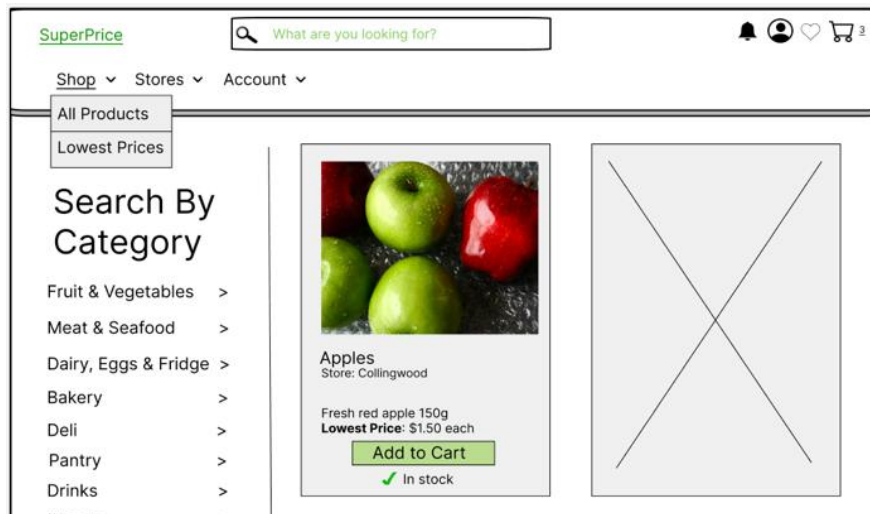 SuperPrice
What are you looking for?
3
Shop Stores Account
All Products
Lowest Prices
Search By
Category
Fruit & Vegetables >
Meat & Seafood >
Dairy, Eggs & Fridge >
Bakery >
Deli >
Pantry >
Drinks >
Apples
Store: Collingwood
Fresh red apple 150g
Lowest Price: $1.50 each
Add to Cart
In stock